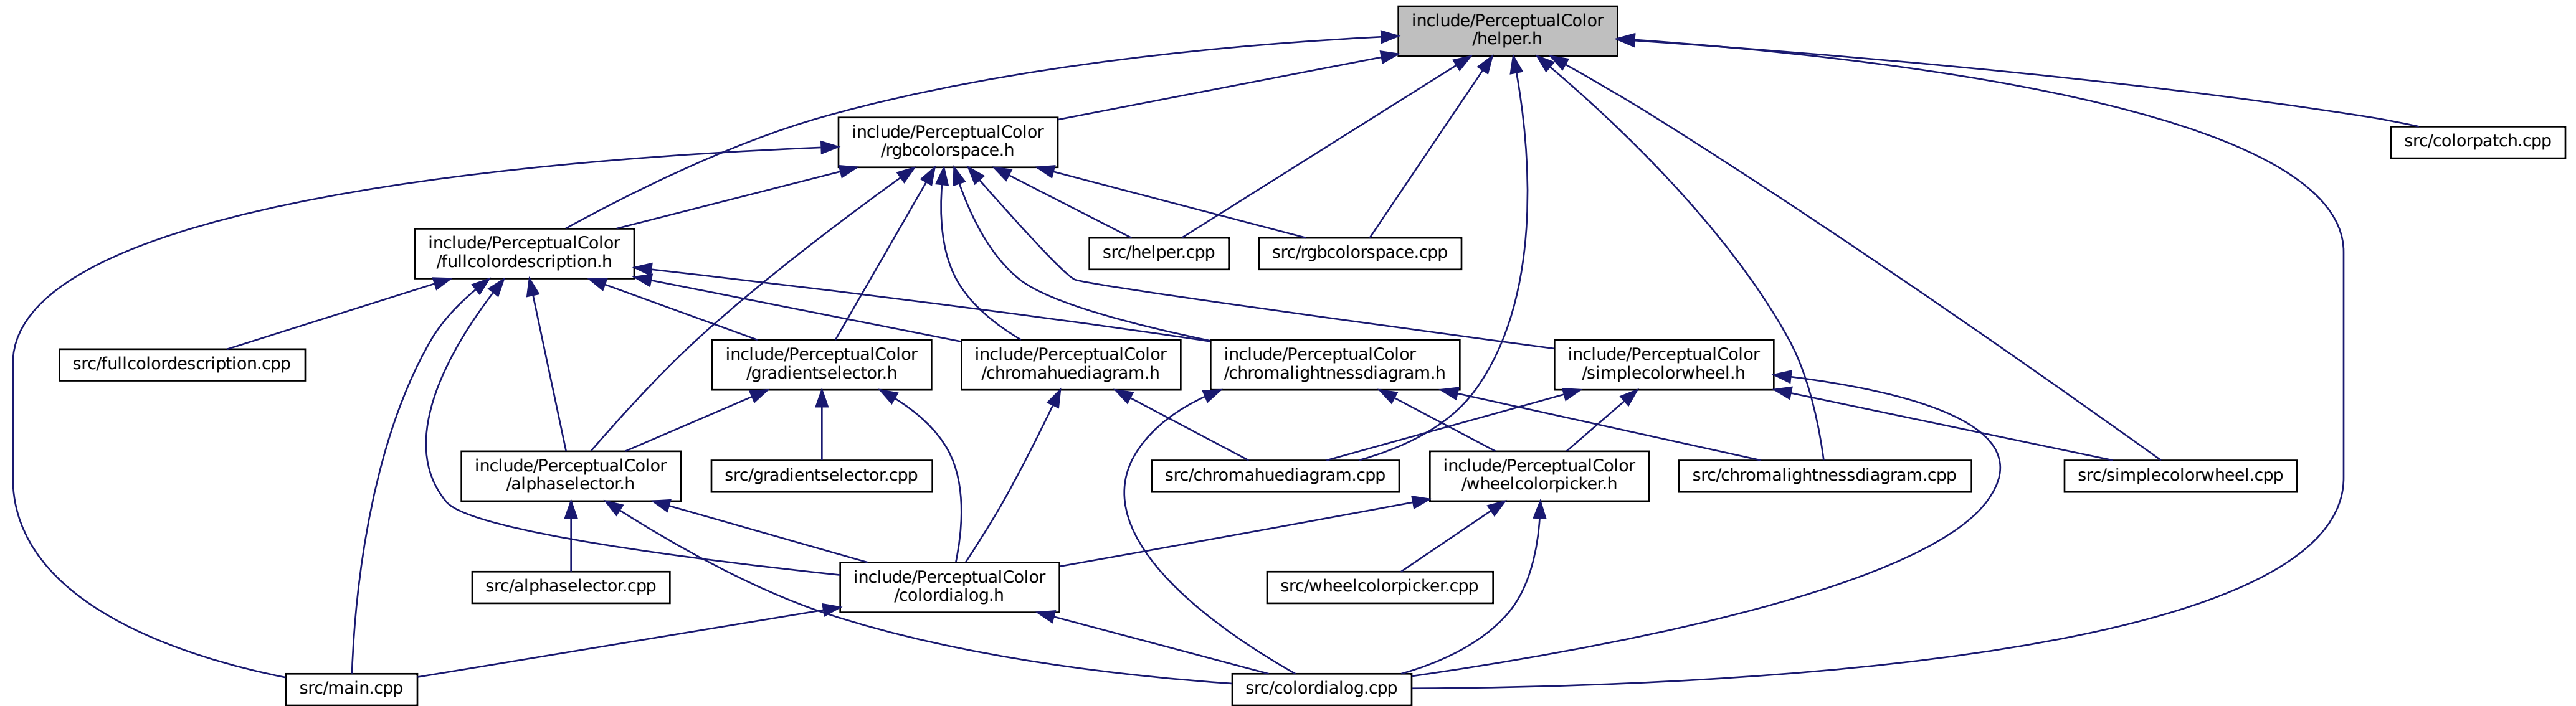 include/PerceptualColor
/helper.h
include/PerceptualColor
/rgbcolorspace.h
src/colorpatch.cpp
include/PerceptualColor
/fullcolordescription.h
src/helper.cpp
src/rgbcolorspace.cpp
src/fullcolordescription.cpp
include/PerceptualColor
/gradientselector.h
include/PerceptualColor
/chromahuediagram.h
include/PerceptualColor
/chromalightnessdiagram.h
include/PerceptualColor
/simplecolorwheel.h
include/PerceptualColor
/alphaselector.h
src/gradientselector.cpp
src/chromahuediagram.cpp
include/PerceptualColor
/wheelcolorpicker.h
src/chromalightnessdiagram.cpp
src/simplecolorwheel.cpp
src/alphaselector.cpp
include/PerceptualColor
/colordialog.h
src/wheelcolorpicker.cpp
src/main.cpp
src/colordialog.cpp